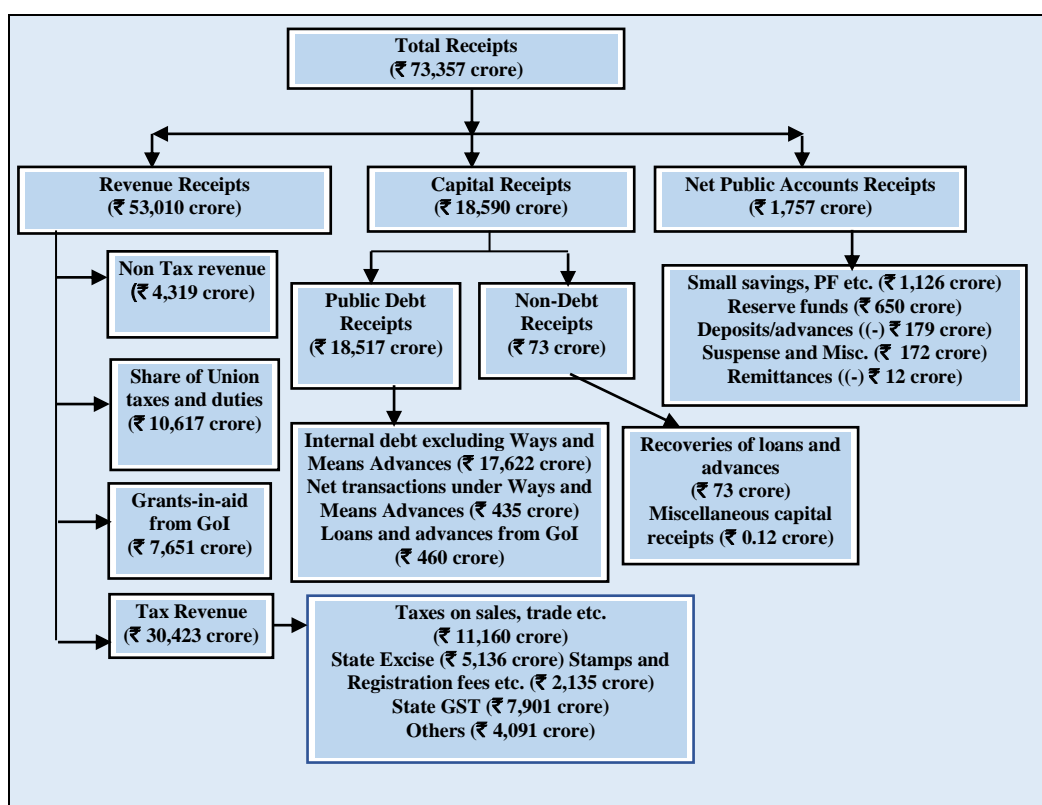 Total Receipts
(₹ 73,357 crore)
Revenue Receipts
(₹ 53,010 crore)
Capital Receipts
(₹ 18,590 crore)
Net Public Accounts Receipts
(₹ 1,757 crore)
Non Tax revenue
(₹ 4,319 crore)
Share of Union
taxes and duties
(₹ 10,617 crore)
Grants-in-aid
from GoI
(₹ 7,651 crore)
Tax Revenue
(₹ 30,423 crore)
Public Debt
Receipts
(₹ 18,517 crore)
Non-Debt
Receipts
(₹ 73 crore)
Small savings, PF etc. (₹ 1,126 crore)
Reserve funds (₹ 650 crore)
Deposits/advances ((-) ₹ 179 crore)
Suspense and Misc. (₹ 172 crore)
Remittances ((-) ₹ 12 crore)
Internal debt excluding Ways and
Means Advances (₹ 17,622 crore)
Net transactions under Ways and
Means Advances (₹ 435 crore)
Loans and advances from GoI
(₹ 460 crore)
Recoveries of loans and
advances
(₹ 73 crore)
Miscellaneous capital
receipts (₹ 0.12 crore)
Taxes on sales, trade etc.
(₹ 11,160 crore)
State Excise (₹ 5,136 crore) Stamps and
Registration fees etc. (₹ 2,135 crore)
State GST (₹ 7,901 crore)
Others (₹ 4,091 crore)